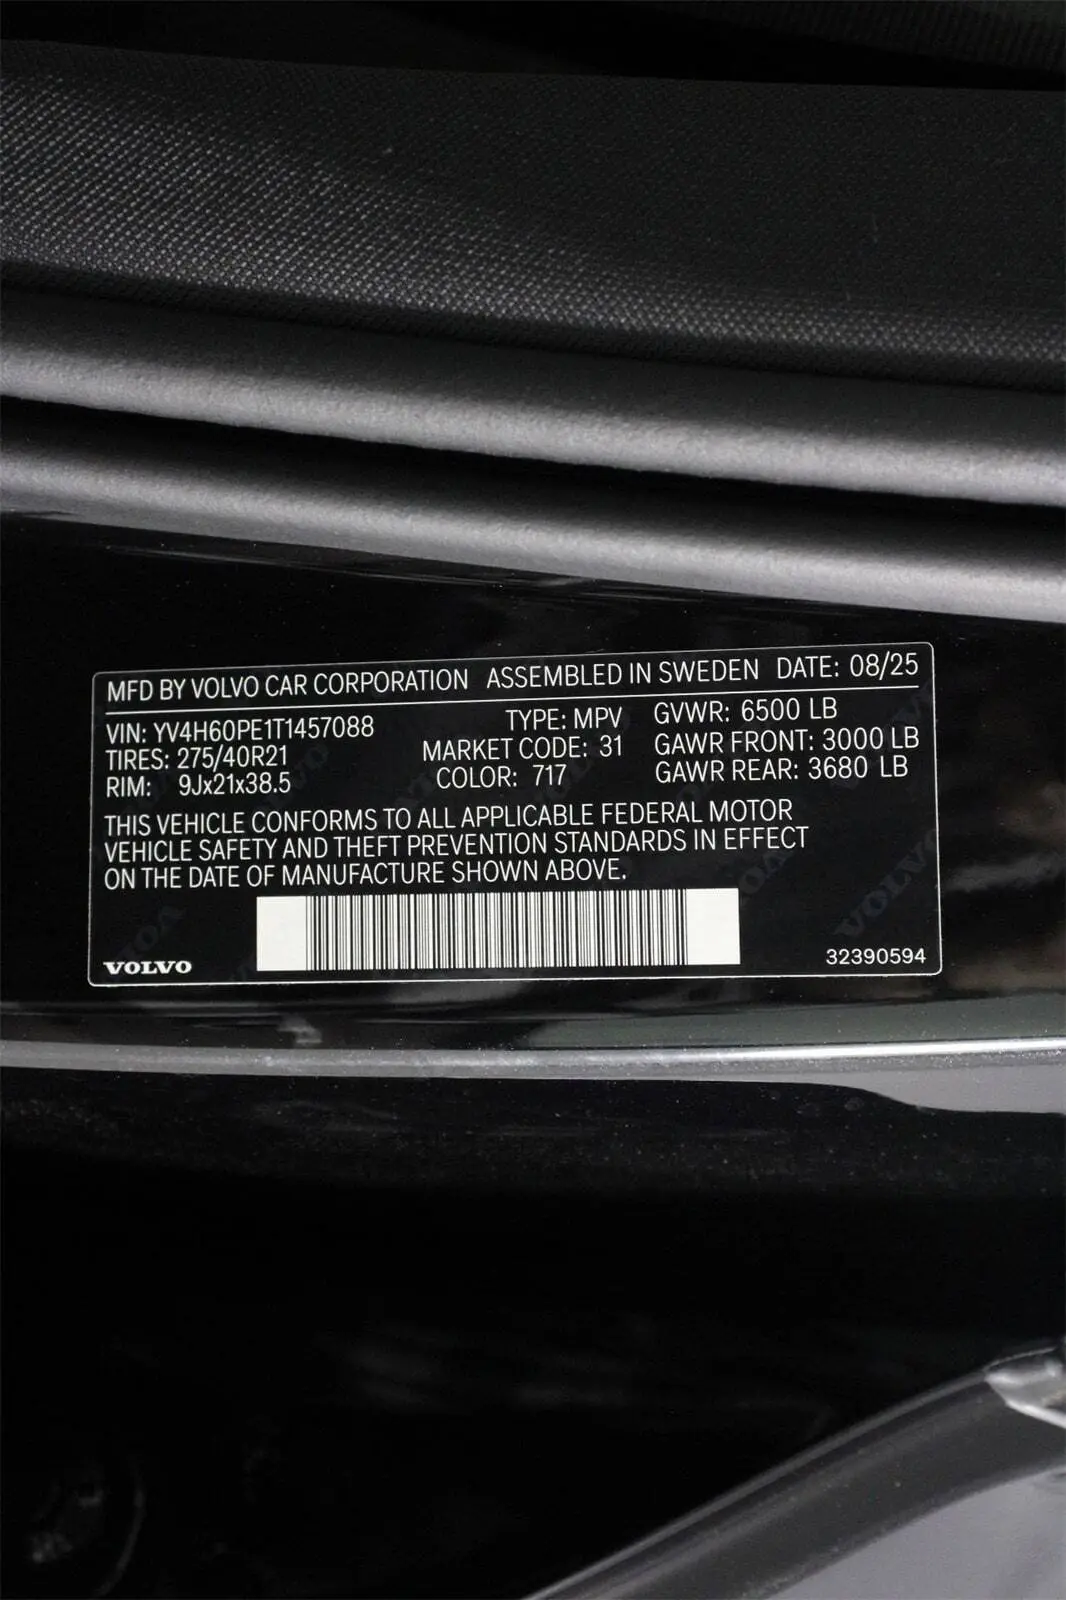 MFD BY VOLVO CAR CORPORATION ASSEMBLED IN SWEDEN DATE: 08/25
VIN: YV4H60PE1T1457088 TYPE: MPV GVWR: 6500 LB
TIRES: 275/40R21 MARKET CODE: 31 GAWR FRONT: 3000 LB
RIM: 9Jx21x38.5 COLOR: 717 GAWR REAR: 3680 LB
THIS VEHICLE CONFORMS TO ALL APPLICABLE FEDERAL MOTOR
VEHICLE SAFETY AND THEFT PREVENTION STANDARDS IN EFFECT
ON THE DATE OF MANUFACTURE SHOWN ABOVE.
VOLVO 32390594